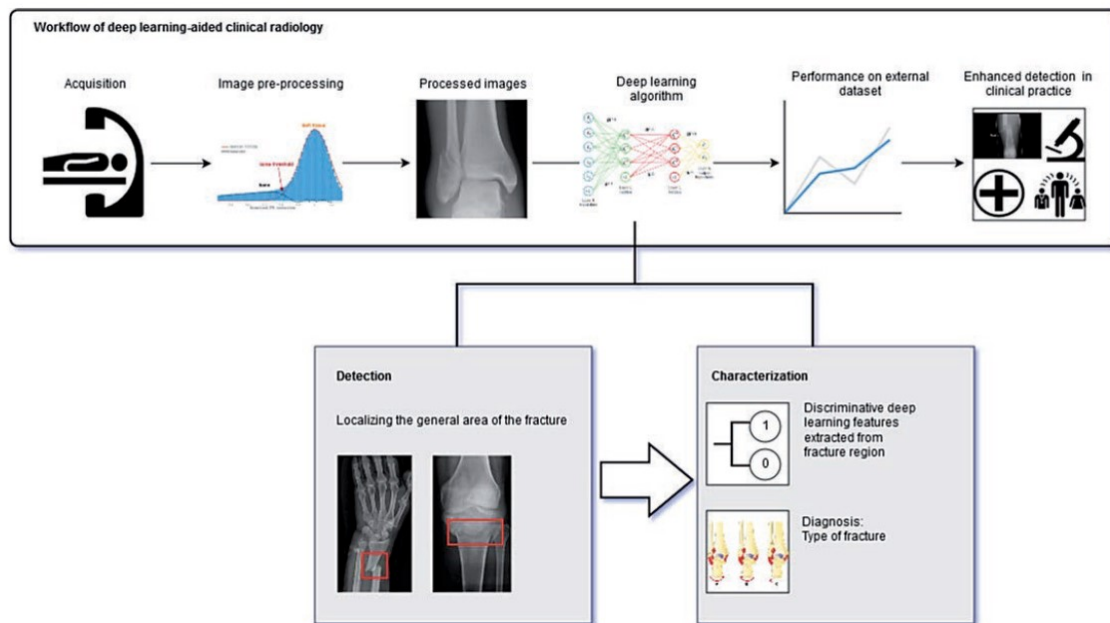 Workflow of deep learning-aided clinical radiology
Acquisition
Image pre-processing
Processed images
Deep learning
algorithm
Performance on external
dataset
Enhanced detection in
clinical practice
Detection
Localizing the general area of the fracture
Characterization
1
0
Discriminative deep
learning features
extracted from
fracture region
Diagnosis:
Type of fracture